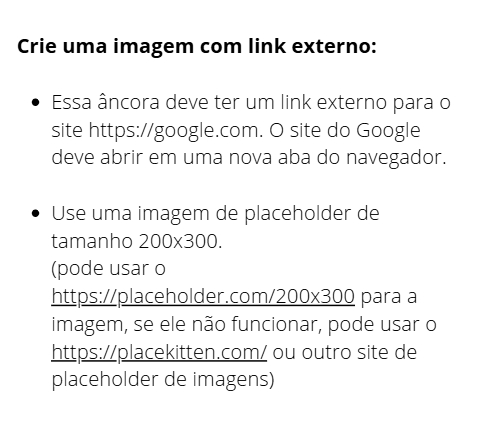 Crie uma imagem com link externo:
• Essa âncora deve ter um link externo para o
site https://google.com. O site do Google
deve abrir em uma nova aba do navegador.
• Use uma imagem de placeholder de
tamanho 200x300.
(pode usar o
https://placeholder.com/200x300 para a
imagem, se ele não funcionar, pode usar o
https://placekitten.com/ ou outro site de
placeholder de imagens)